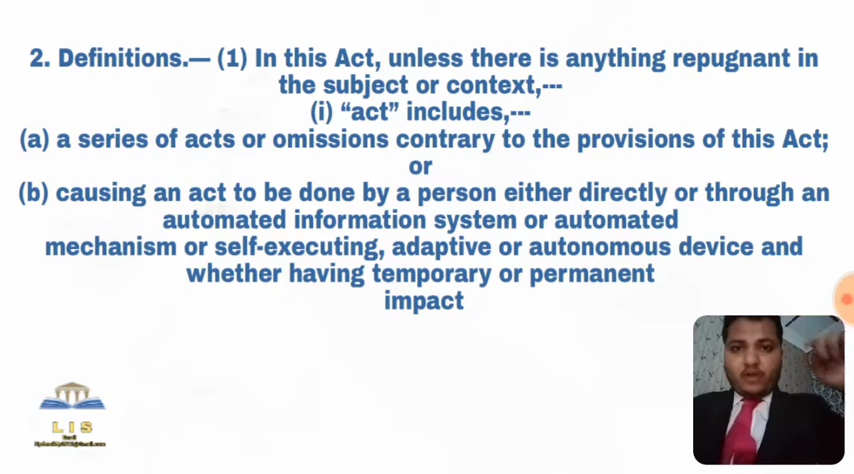 2. Definitions.— (1) In this Act, unless there is anything repugnant in
the subject or context,---
(i) “act” includes,---
(a) a series of acts or omissions contrary to the provisions of this Act;
or
(b) causing an act to be done by a person either directly or through an
automated information system or automated
mechanism or self-executing, adaptive or autonomous device and
whether having temporary or permanent
impact
L I S
Email